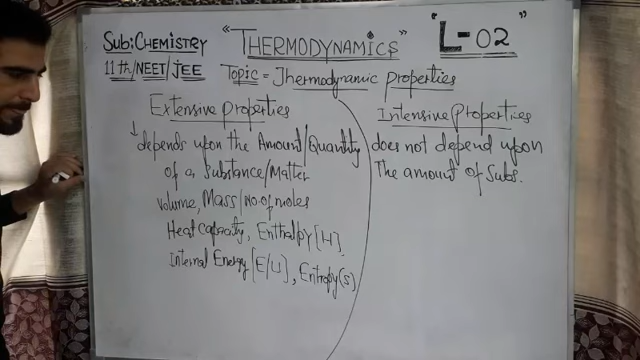 Sub: CHEMISTRY "THERMODYNAMICS" "L-02"
11th/NEET/JEE Topic = Thermodynamic properties
Extensive properties
↓ depends upon the Amount/Quantity
of a Substance/Matter
Volume, Mass/No. of moles
Heat capacity, Enthalpy [H],
Internal Energy [E/U], Entropy(S)
Intensive Properties
does not depend upon
The amount of Subs.